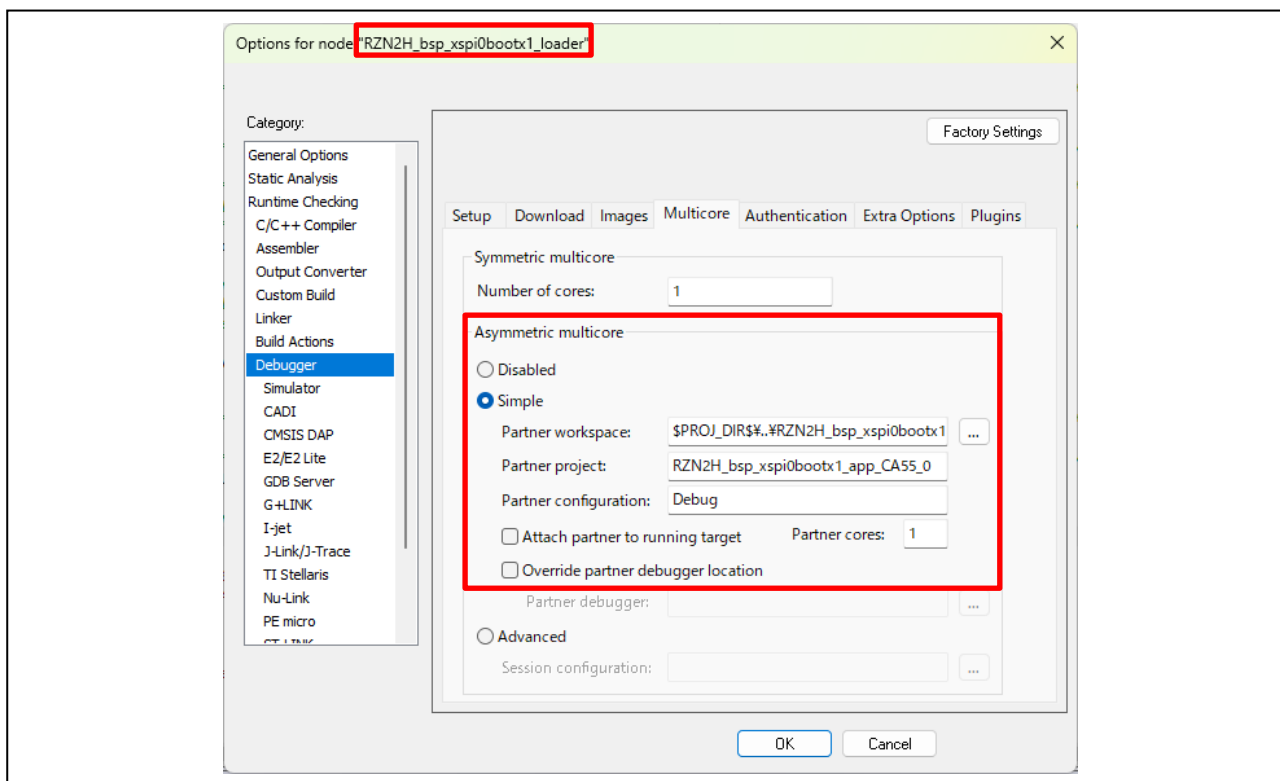 Options for node "RZN2H_bsp_xspi0bootx1_loader"
Category:
Factory Settings
General Options
Static Analysis
Runtime Checking
C/C++ Compiler
Assembler
Output Converter
Custom Build
Linker
Build Actions
Debugger
Simulator
CADI
CMSIS DAP
E2/E2 Lite
GDB Server
G+LINK
I-jet
J-Link/J-Trace
TI Stellaris
Nu-Link
PE micro
ST-LINK
Setup Download Images Multicore Authentication Extra Options Plugins
Symmetric multicore
Number of cores: 1
Asymmetric multicore
Disabled
Simple
Partner workspace: $PROJ_DIR$¥..¥RZN2H_bsp_xspi0bootx1 ...
Partner project: RZN2H_bsp_xspi0bootx1_app_CA55_0
Partner configuration: Debug
Attach partner to running target Partner cores: 1
Override partner debugger location
Partner debugger: ...
Advanced
Session configuration: ...
OK Cancel